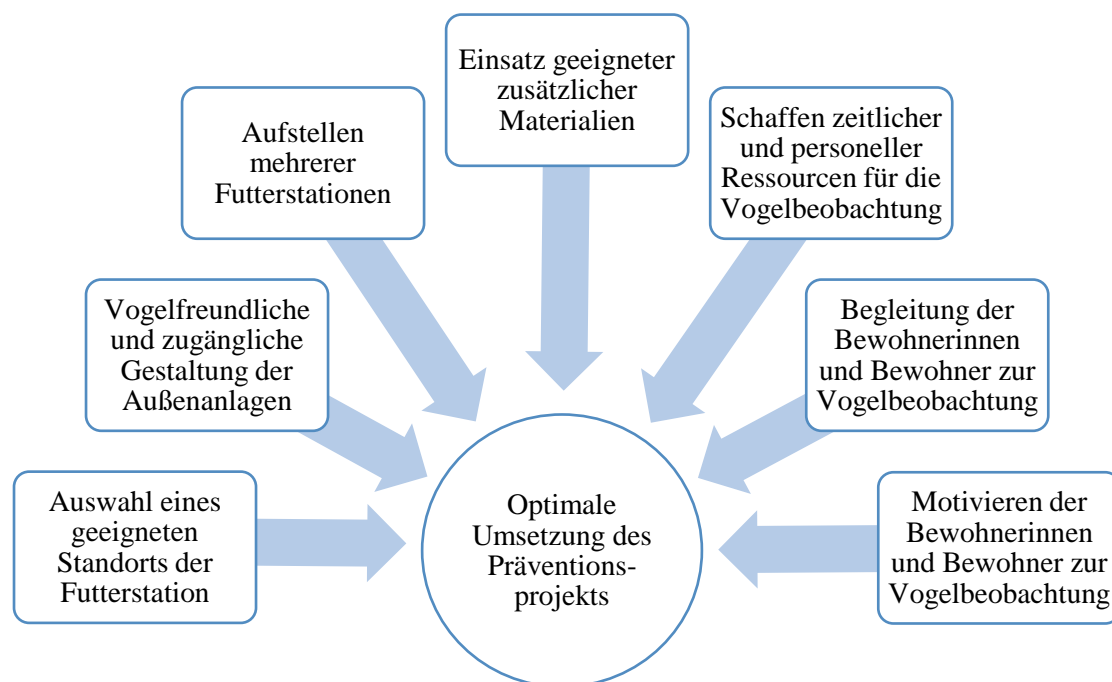 Einsatz geeigneter
zusätzlicher
Materialien
Aufstellen
mehrerer
Futterstationen
Schaffen zeitlicher
und personeller
Ressourcen für die
Vogelbeobachtung
Vogelfreundliche
und zugängliche
Gestaltung der
Außenanlagen
Begleitung der
Bewohnerinnen
und Bewohner zur
Vogelbeobachtung
Auswahl eines
geeigneten
Standorts der
Futterstation
Optimale
Umsetzung des
Präventions-
projekts
Motivieren der
Bewohnerinnen
und Bewohner zur
Vogelbeobachtung